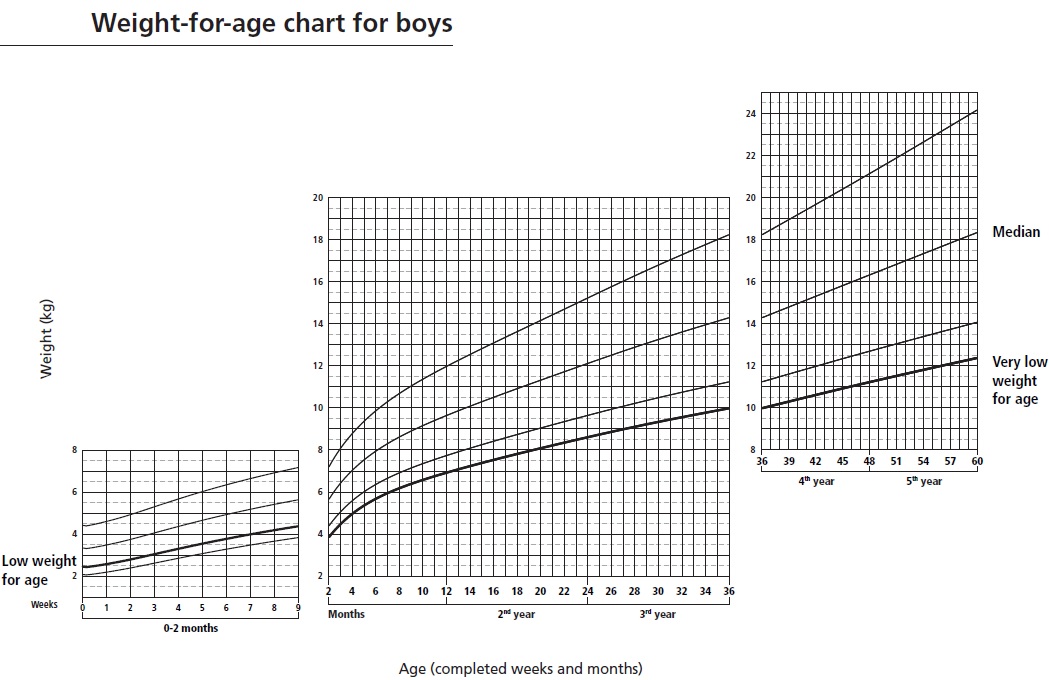 Weight-for-age chart for boys
24
22
20
18
16
14
12
10
8
36 39 42 45 48 51 54 57 60
4th year 5th year
Median
Very low
weight
for age
20
18
16
14
12
10
8
6
4
2
2 4 6 8 10 12 14 16 18 20 22 24 26 28 30 32 34 36
Months 2nd year 3rd year
Weight (kg)
8
6
4
2
Low weight
for age
Weeks 0 1 2 3 4 5 6 7 8 9
0-2 months
Age (completed weeks and months)